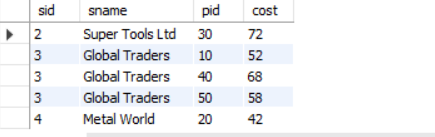 sid sname pid cost
2 Super Tools Ltd 30 72
3 Global Traders 10 52
3 Global Traders 40 68
3 Global Traders 50 58
4 Metal World 20 42